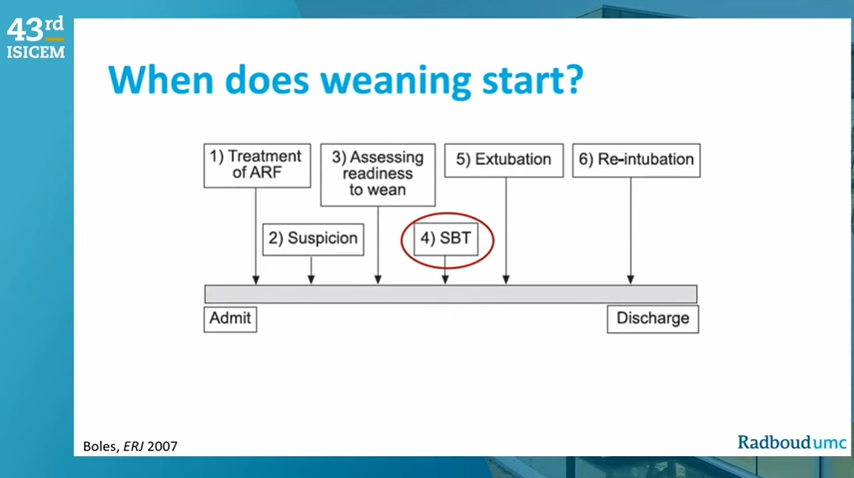 43rd
ISICEM
When does weaning start?
1) Treatment
of ARF
3) Assessing
readiness
to wean
5) Extubation
6) Re-intubation
2) Suspicion
4) SBT
Admit
Discharge
Boles, ERJ 2007
Radboudumc